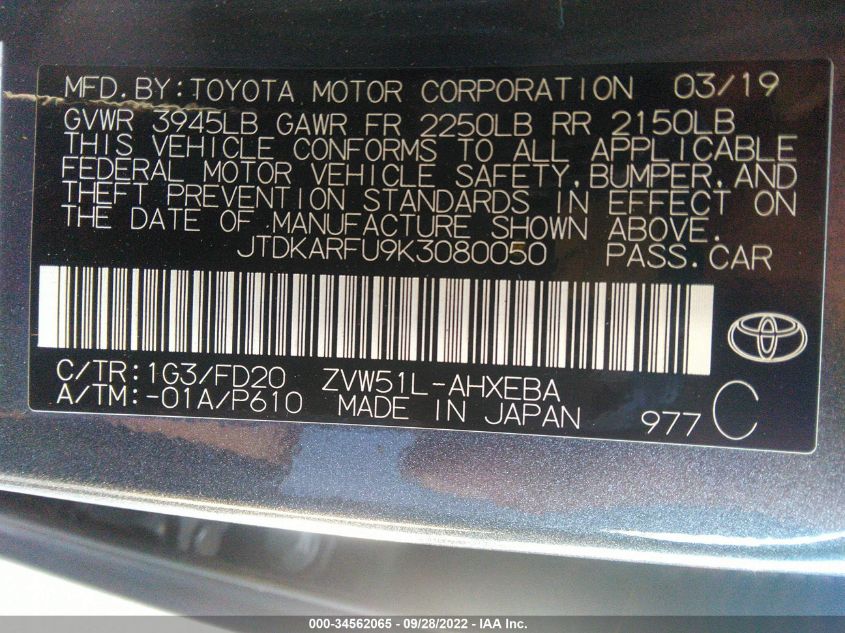 MFD. BY: TOYOTA MOTOR CORPORATION 03/19
GVWR 3945LB GAWR FR 2250LB RR 2150LB
THIS VEHICLE CONFORMS TO ALL APPLICABLE
FEDERAL MOTOR VEHICLE SAFETY, BUMPER, AND
THEFT PREVENTION STANDARDS IN EFFECT ON
THE DATE OF MANUFACTURE SHOWN ABOVE.
JTDKARFU9K3080050 PASS. CAR
C/TR: 1G3/FD20 ZVW51L-AHXEBA
A/TM: -01A/P610 MADE IN JAPAN 977 C
000-34562065 - 09/28/2022 - IAA Inc.